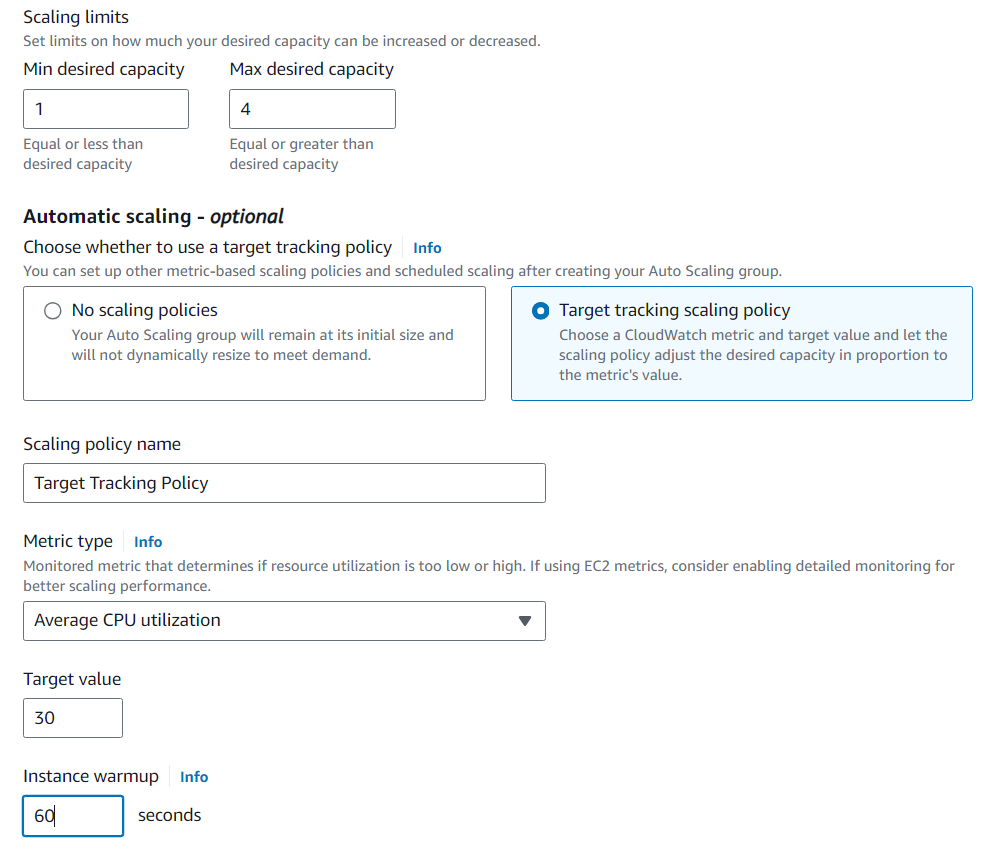 Scaling limits
Set limits on how much your desired capacity can be increased or decreased.
Min desired capacity
Max desired capacity
1
4
Equal or less than
desired capacity
Equal or greater than
desired capacity
Automatic scaling - optional
Choose whether to use a target tracking policy
Info
You can set up other metric-based scaling policies and scheduled scaling after creating your Auto Scaling group.
No scaling policies
Your Auto Scaling group will remain at its initial size and
will not dynamically resize to meet demand.
Target tracking scaling policy
Choose a CloudWatch metric and target value and let the
scaling policy adjust the desired capacity in proportion to
the metric's value.
Scaling policy name
Target Tracking Policy
Metric type
Info
Monitored metric that determines if resource utilization is too low or high. If using EC2 metrics, consider enabling detailed monitoring for
better scaling performance.
Average CPU utilization
Target value
30
Instance warmup
Info
60
seconds